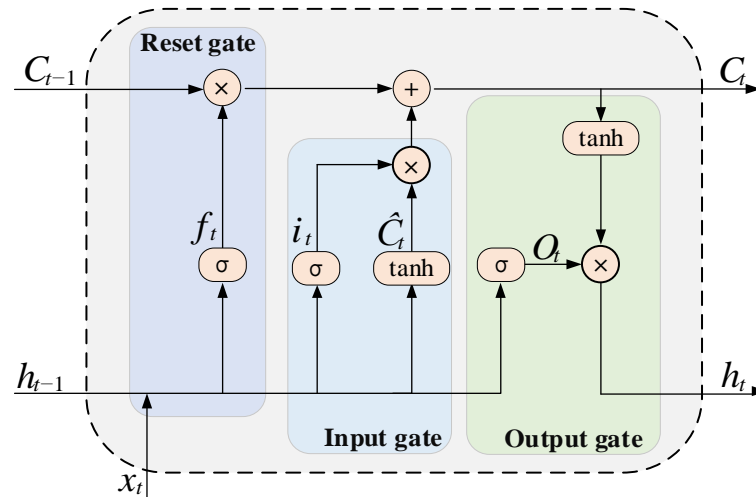 Reset gate
C_{t−1}
C_t
×
+
tanh
×
f_t
i_t
Ĉ_t
O_t
σ
σ
tanh
σ
×
h_{t−1}
h_t
Input gate
Output gate
x_t